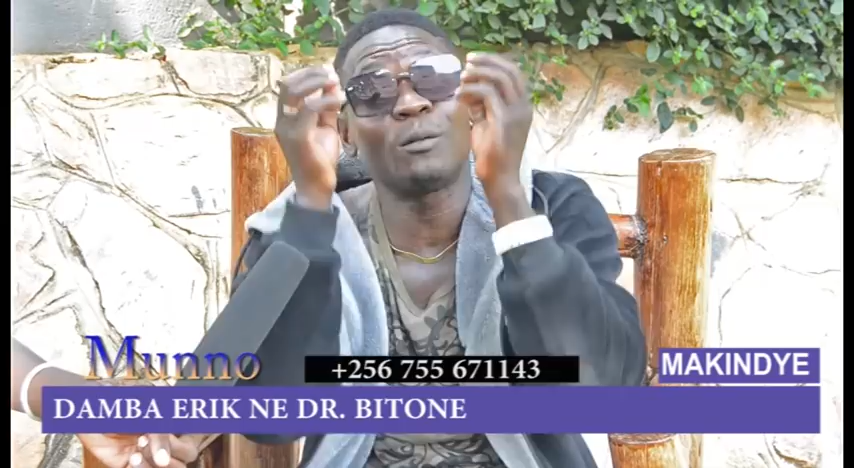 Munno
+256 755 671143
MAKINDYE
DAMBA ERIK NE DR. BITONE